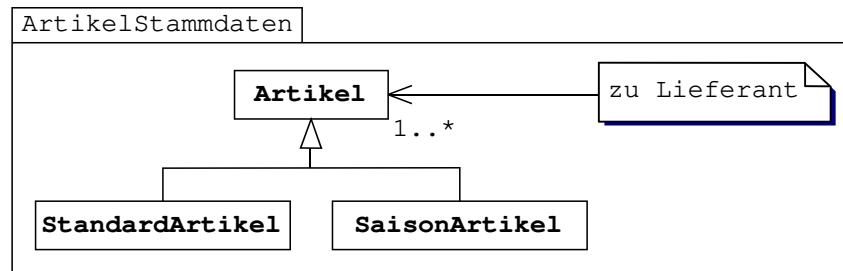 ArtikelStammdaten
Artikel
zu Lieferant
1..*
StandardArtikel
SaisonArtikel